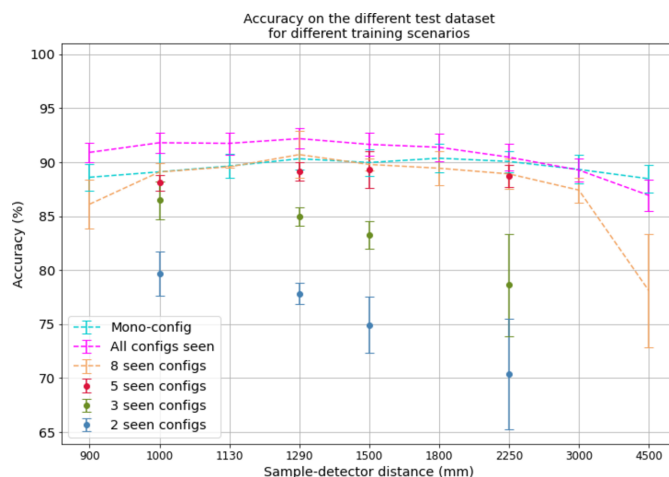 Accuracy on the different test dataset
for different training scenarios
100
95
90
85
80
75
70
65
Accuracy (%)
Mono-config
All configs seen
8 seen configs
5 seen configs
3 seen configs
2 seen configs
900 1000 1130 1290 1500 1800 2250 3000 4500
Sample-detector distance (mm)